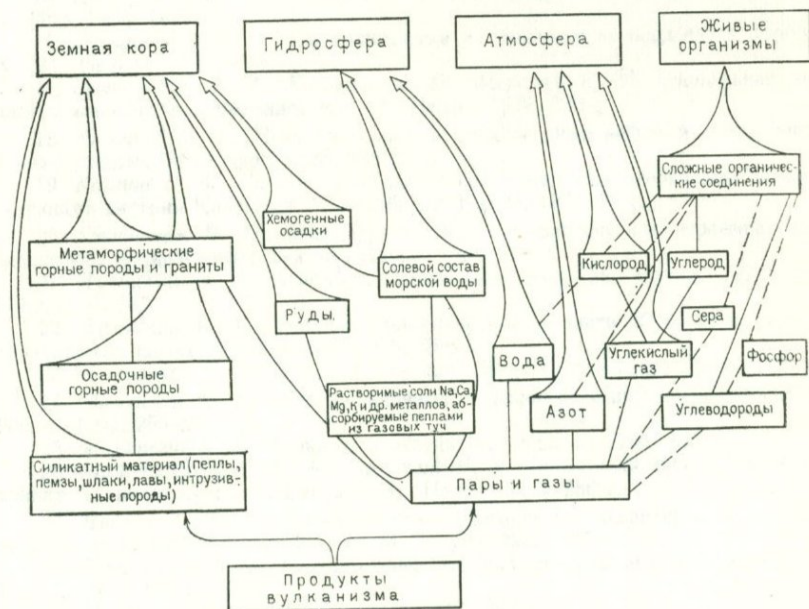 Земная кора
Гидросфера
Атмосфера
Живые
организмы
Сложные органичес-
кие соединения
Хемогенные
осадки
Метаморфические
горные породы и граниты
Солевой состав
морской воды
Кислород
Углерод
Руды
Сера
Вода
Углекислый
газ
Фосфор
Осадочные
горные породы
Растворимые соли Na, Ca,
Mg, K и др. металлов, аб-
сорбируемые пеплами
из газовых туч
Азот
Углеводороды
Силикатный материал (пеплы,
пемзы, шлаки, лавы, интрузив-
ные породы)
Пары и газы
Продукты
вулканизма